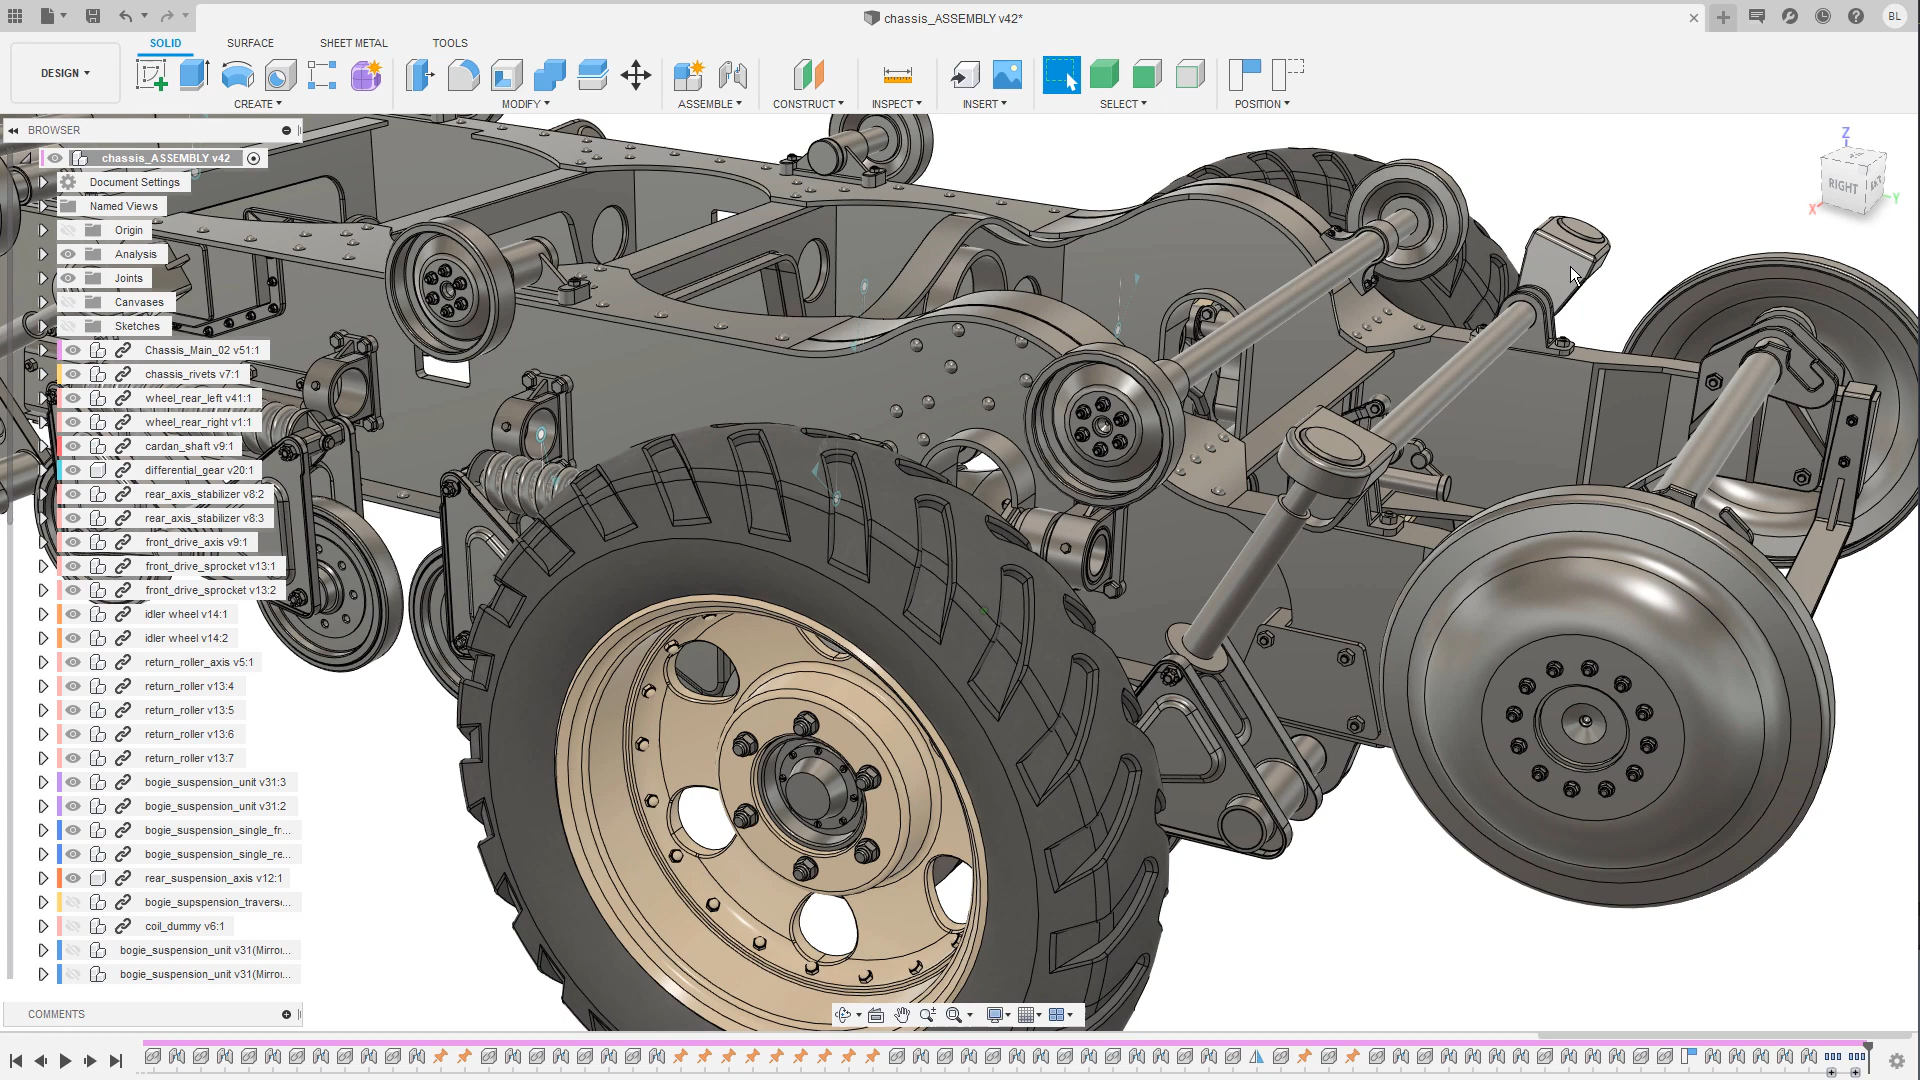 chassis_ASSEMBLY v42*
BL
DESIGN
SOLID
SURFACE
SHEET METAL
TOOLS
CREATE
MODIFY
ASSEMBLE
CONSTRUCT
INSPECT
INSERT
SELECT
POSITION
BROWSER
chassis_ASSEMBLY v42
Document Settings
Named Views
Origin
Analysis
Joints
Canvases
Sketches
Chassis_Main_02 v51:1
chassis_rivets v7:1
wheel_rear_left v41:1
wheel_rear_right v1:1
cardan_shaft v9:1
differential_gear v20:1
rear_axis_stabilizer v8:2
rear_axis_stabilizer v8:3
front_drive_axis v9:1
front_drive_sprocket v13:1
front_drive_sprocket v13:2
idler wheel v14:1
idler wheel v14:2
return_roller_axis v5:1
return_roller v13:4
return_roller v13:5
return_roller v13:6
return_roller v13:7
bogie_suspension_unit v31:3
bogie_suspension_unit v31:2
bogie_suspension_single_fr...
bogie_suspension_single_re...
rear_suspension_axis v12:1
bogie_supspension_travers...
coil_dummy v6:1
bogie_suspension_unit v31(Mirror...
bogie_suspension_unit v31(Mirror...
COMMENTS
Z
RIGHT
X
Y